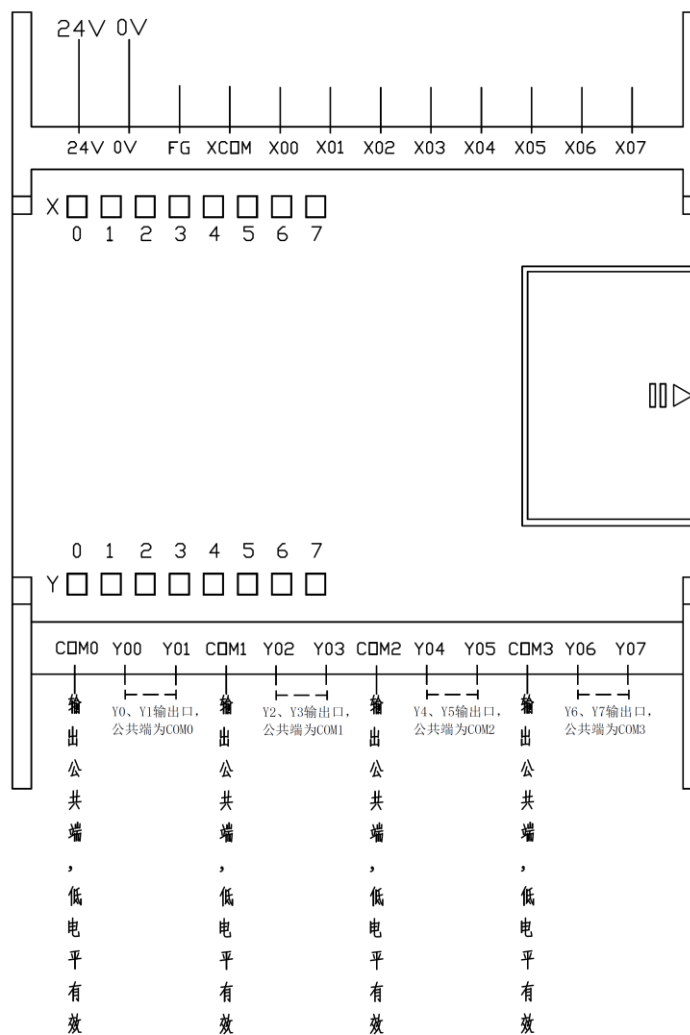 24V 0V
24V 0V FG XCOM X00 X01 X02 X03 X04 X05 X06 X07
X
0 1 2 3 4 5 6 7
0 1 2 3 4 5 6 7
Y
COM0 Y00 Y01 COM1 Y02 Y03 COM2 Y04 Y05 COM3 Y06 Y07
输出公共端,低电平有效
Y0、Y1输出口,
公共端为COM0
输出公共端,低电平有效
Y2、Y3输出口,
公共端为COM1
输出公共端,低电平有效
Y4、Y5输出口,
公共端为COM2
输出公共端,低电平有效
Y6、Y7输出口,
公共端为COM3